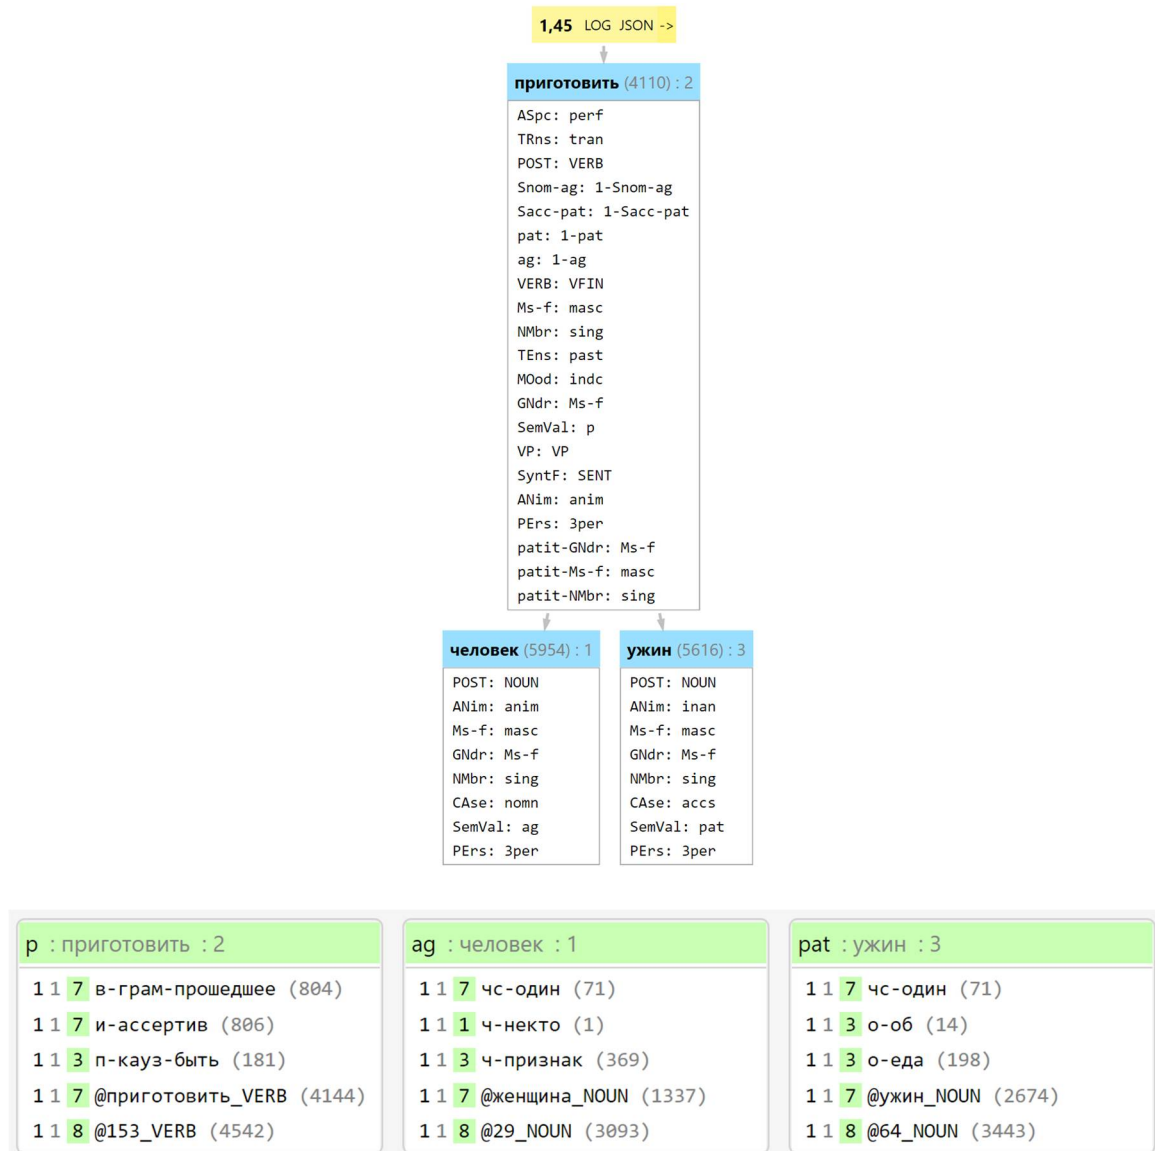 1,45 LOG JSON ->
приготовить (4110) : 2
ASpc: perf
TRns: tran
POST: VERB
Snom-ag: 1-Snom-ag
Sacc-pat: 1-Sacc-pat
pat: 1-pat
ag: 1-ag
VERB: VFIN
Ms-f: masc
NMbr: sing
TEns: past
MOod: indc
GNdr: Ms-f
SemVal: p
VP: VP
SyntF: SENT
ANim: anim
PErs: 3per
patit-GNdr: Ms-f
patit-Ms-f: masc
patit-NMbr: sing
человек (5954) : 1
POST: NOUN
ANim: anim
Ms-f: masc
GNdr: Ms-f
NMbr: sing
CAse: nomn
SemVal: ag
PErs: 3per
ужин (5616) : 3
POST: NOUN
ANim: inan
Ms-f: masc
GNdr: Ms-f
NMbr: sing
CAse: accs
SemVal: pat
PErs: 3per
p : приготовить : 2
1 1 7 в-грам-прошедшее (804)
1 1 7 и-ассертив (806)
1 1 3 п-кауз-быть (181)
1 1 7 @приготовить_VERB (4144)
1 1 8 @153_VERB (4542)
ag : человек : 1
1 1 7 чс-один (71)
1 1 1 ч-некто (1)
1 1 3 ч-признак (369)
1 1 7 @женщина_NOUN (1337)
1 1 8 @29_NOUN (3093)
pat : ужин : 3
1 1 7 чс-один (71)
1 1 3 о-об (14)
1 1 3 о-еда (198)
1 1 7 @ужин_NOUN (2674)
1 1 8 @64_NOUN (3443)